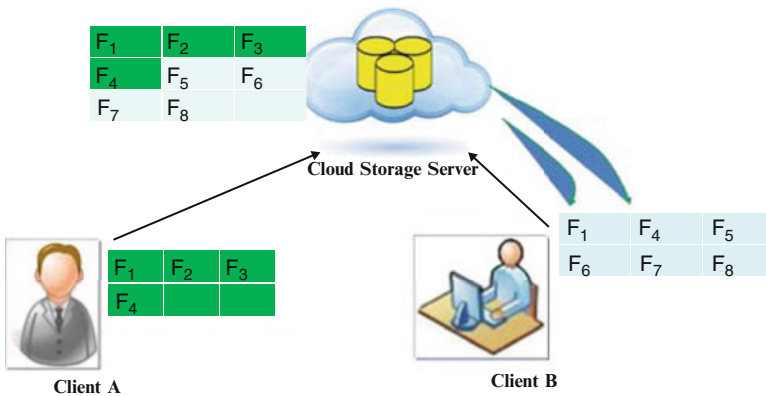 F₁ F₂ F₃
F₄ F₅ F₆
F₇ F₈
Cloud Storage Server
F₁ F₂ F₃
F₄
Client A
F₁ F₄ F₅
F₆ F₇ F₈
Client B